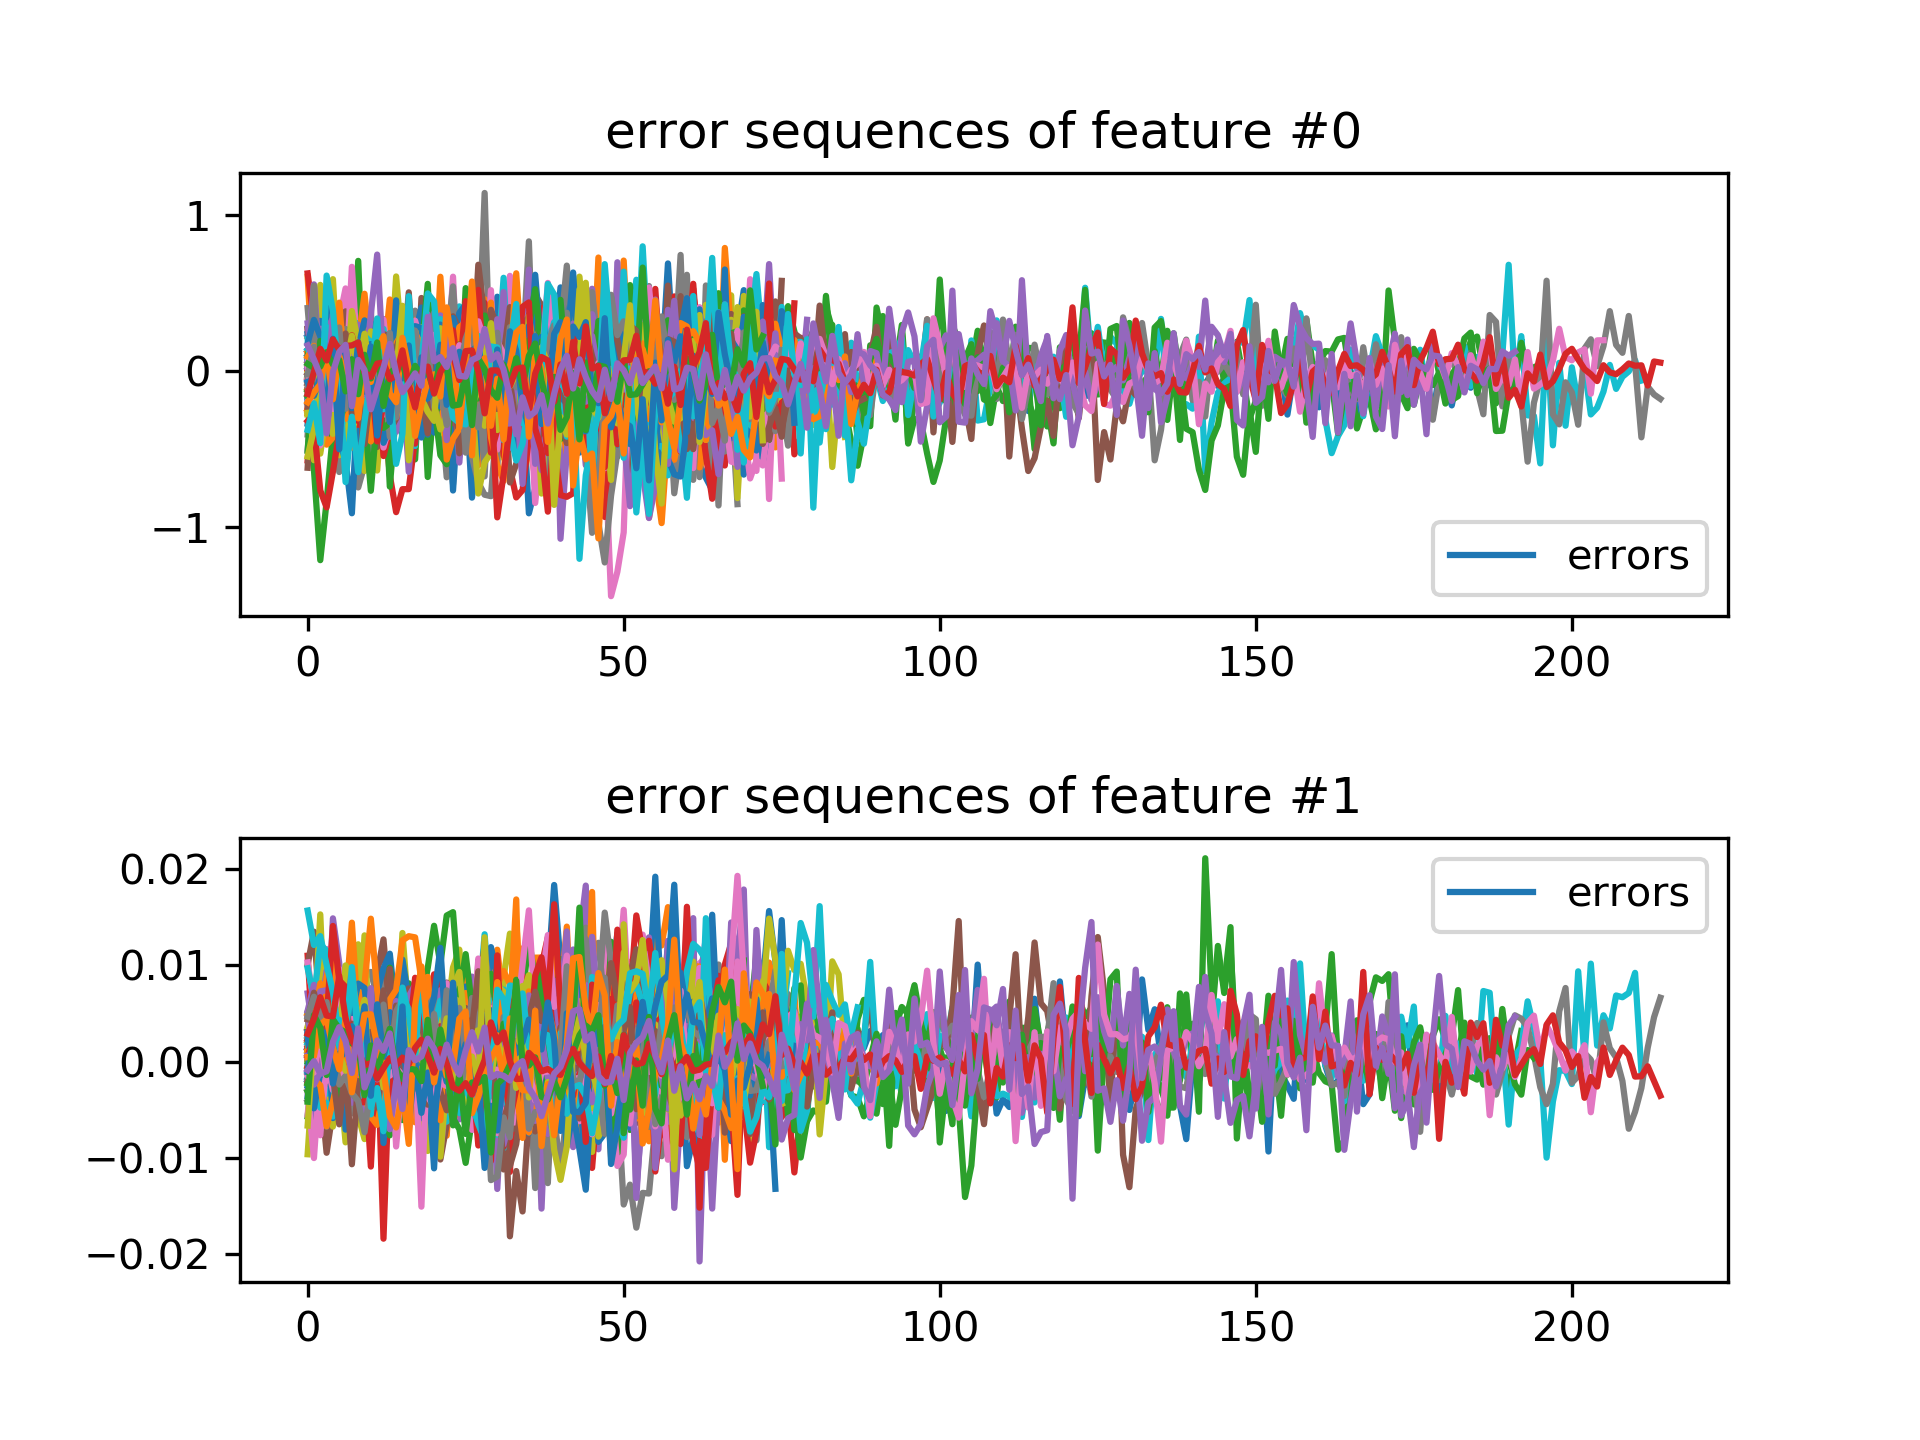 error sequences of feature #0
1
0
−1
errors
0 50 100 150 200
error sequences of feature #1
0.02
errors
0.01
0.00
−0.01
−0.02
0 50 100 150 200